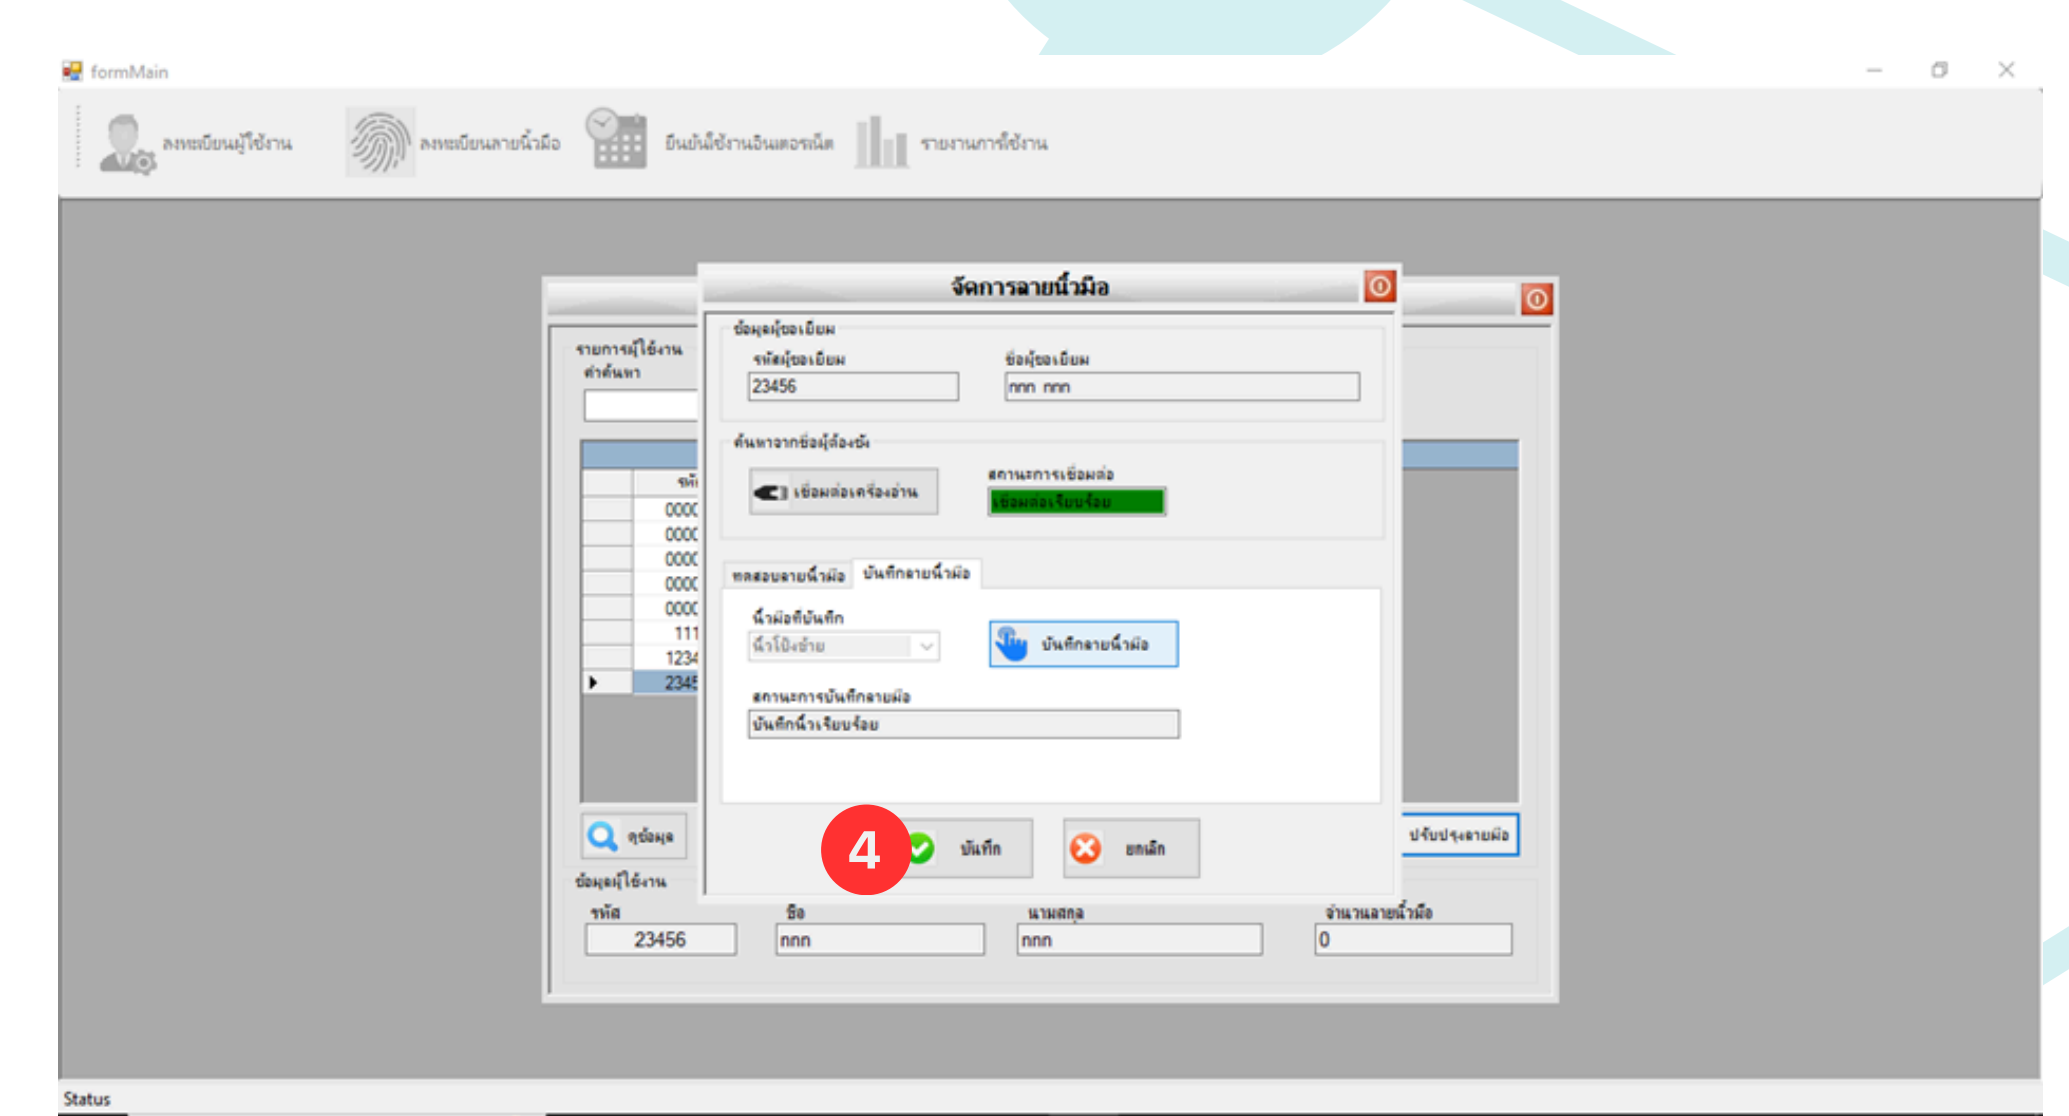 formMain
ลงทะเบียนผู้ใช้งาน
ลงทะเบียนลายนิ้วมือ
ยืนยันใช้งานอินเตอร์เน็ต
รายงานการใช้งาน
จัดการลายนิ้วมือ
ข้อมูลผู้ขอเยี่ยม
รหัสผู้ขอเยี่ยม
ชื่อผู้ขอเยี่ยม
23456
nnn nnn
ค้นหาจากชื่อผู้ต้องขัง
เชื่อมต่อเครื่องอ่าน
สถานะการเชื่อมต่อ
เชื่อมต่อเรียบร้อย
ทดสอบลายนิ้วมือ
บันทึกลายนิ้วมือ
นิ้วมือที่บันทึก
นิ้วโป้งซ้าย
บันทึกลายนิ้วมือ
สถานะการบันทึกลายมือ
บันทึกนิ้วเรียบร้อย
4
บันทึก
ยกเลิก
รายการผู้ใช้งาน
คำค้นหา
รหั
0000
0000
0000
0000
0000
111
1234
2345
ดูข้อมูล
ปรับปรุงลายมือ
ข้อมูลผู้ใช้งาน
รหัส
ชื่อ
นามสกุล
จำนวนลายนิ้วมือ
23456
nnn
nnn
0
Status